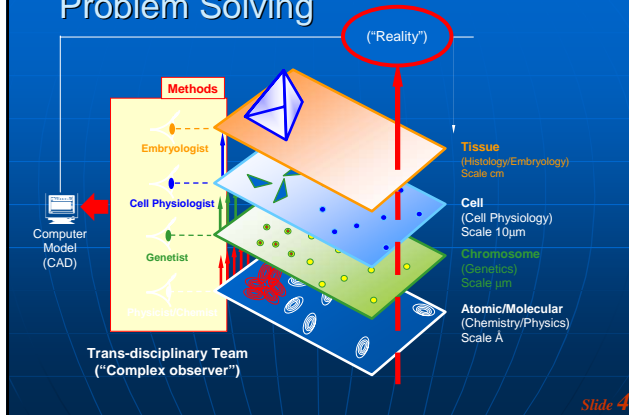 Problem Solving
("Reality")
Methods
Embryologist
Cell Physiologist
Genetist
Computer
Model
(CAD)
Trans-disciplinary Team
("Complex observer")
Tissue
(Histology/Embryology)
Scale cm
Cell
(Cell Physiology)
Scale 10μm
Chromosome
(Genetics)
Scale μm
Atomic/Molecular
(Chemistry/Physics)
Scale Å
Slide 4